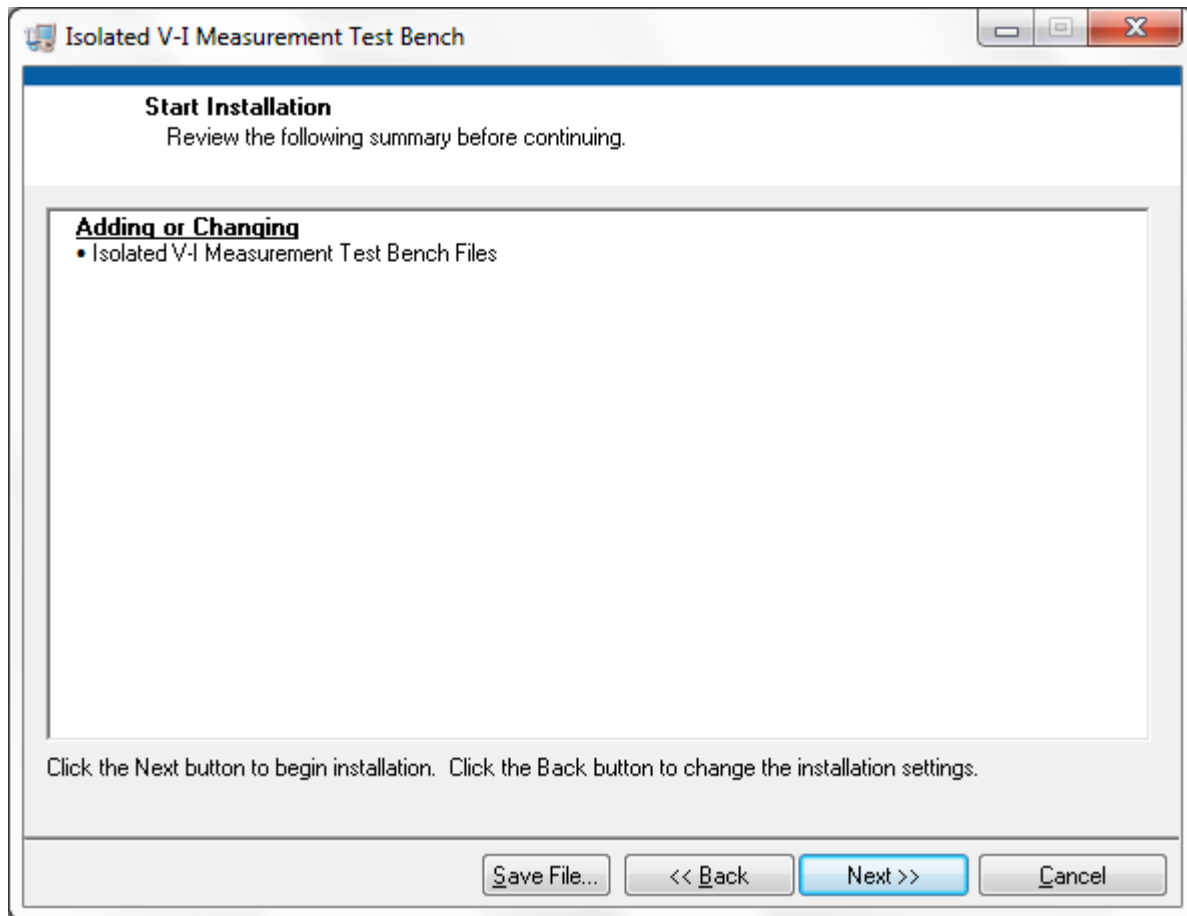 Isolated V-I Measurement Test Bench
Start Installation
Review the following summary before continuing.
Adding or Changing
• Isolated V-I Measurement Test Bench Files
Click the Next button to begin installation.  Click the Back button to change the installation settings.
Save File... << Back Next >> Cancel